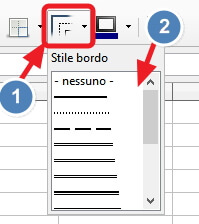 2
1
Stile bordo
- nessuno -